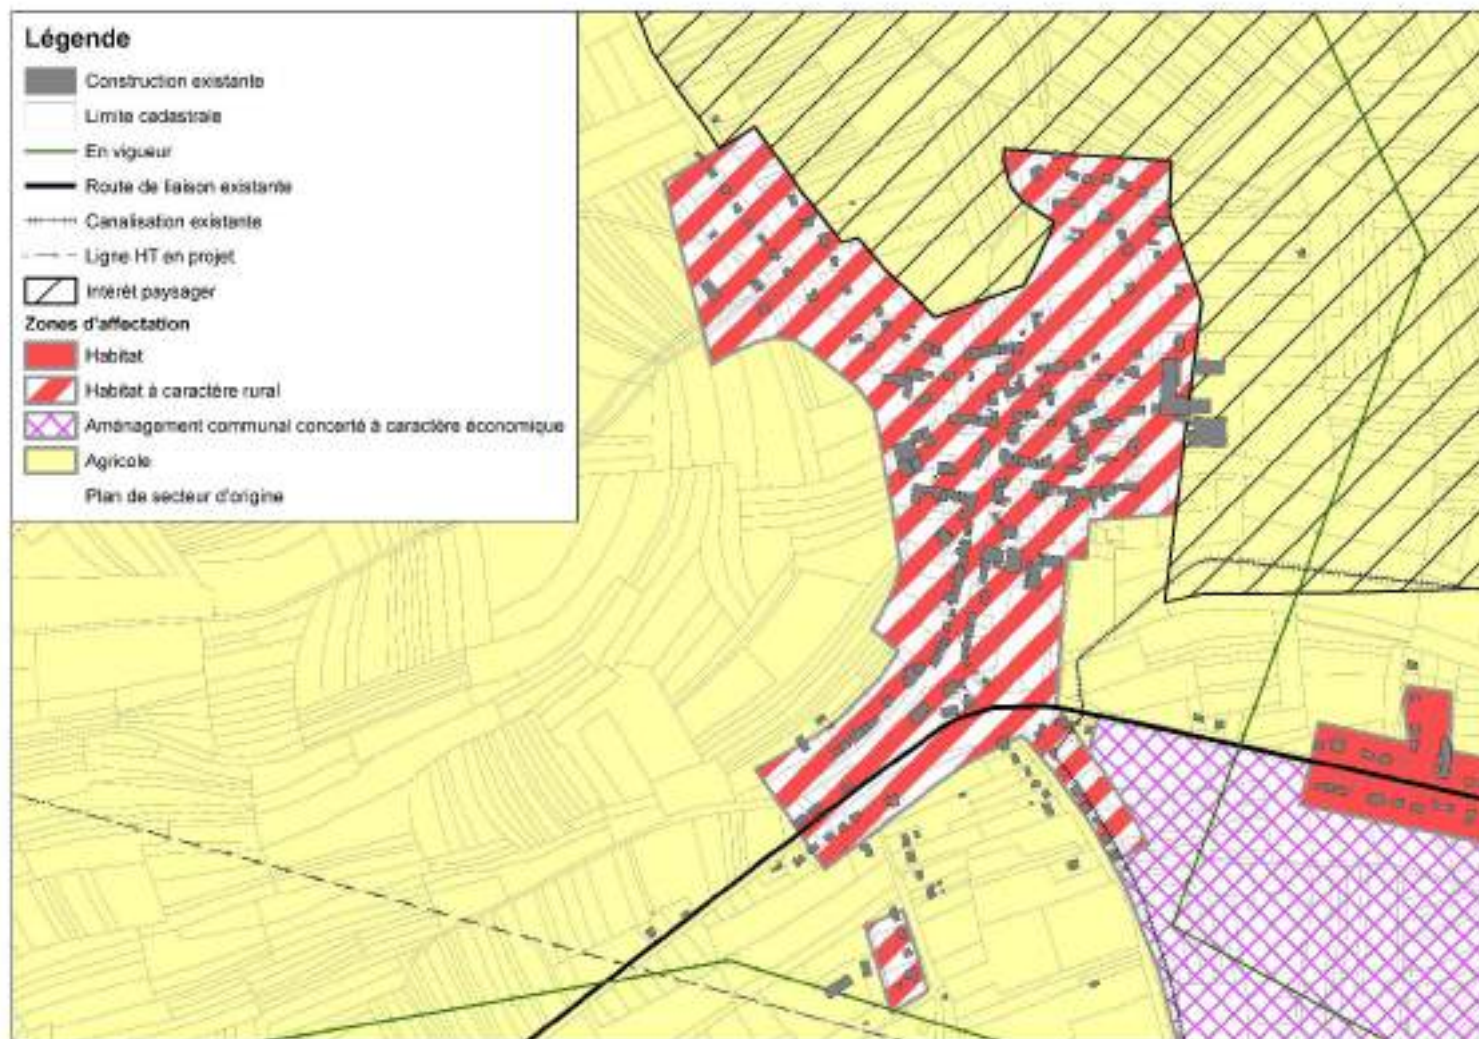 Légende
Construction existante
Limite cadastrale
En vigueur
Route de liaison existante
Canalisation existante
Ligne HT en projet
Intérêt paysager
Zones d'affectation
Habitat
Habitat à caractère rural
Aménagement communal concerté à caractère économique
Agricole
Plan de secteur d'origine